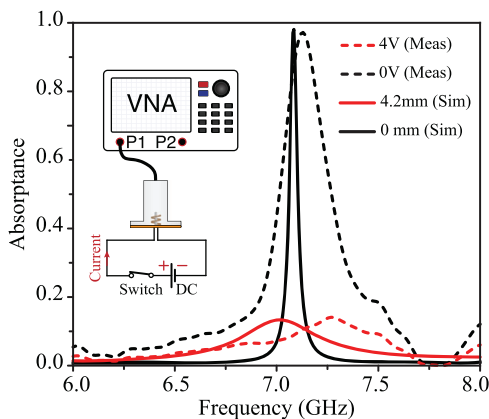 1.0
0.8
0.6
0.4
0.2
0.0
Absorptance
4V (Meas)
0V (Meas)
4.2mm (Sim)
0 mm (Sim)
VNA
P1 P2
Current
+ −
Switch DC
6.0 6.5 7.0 7.5 8.0
Frequency (GHz)